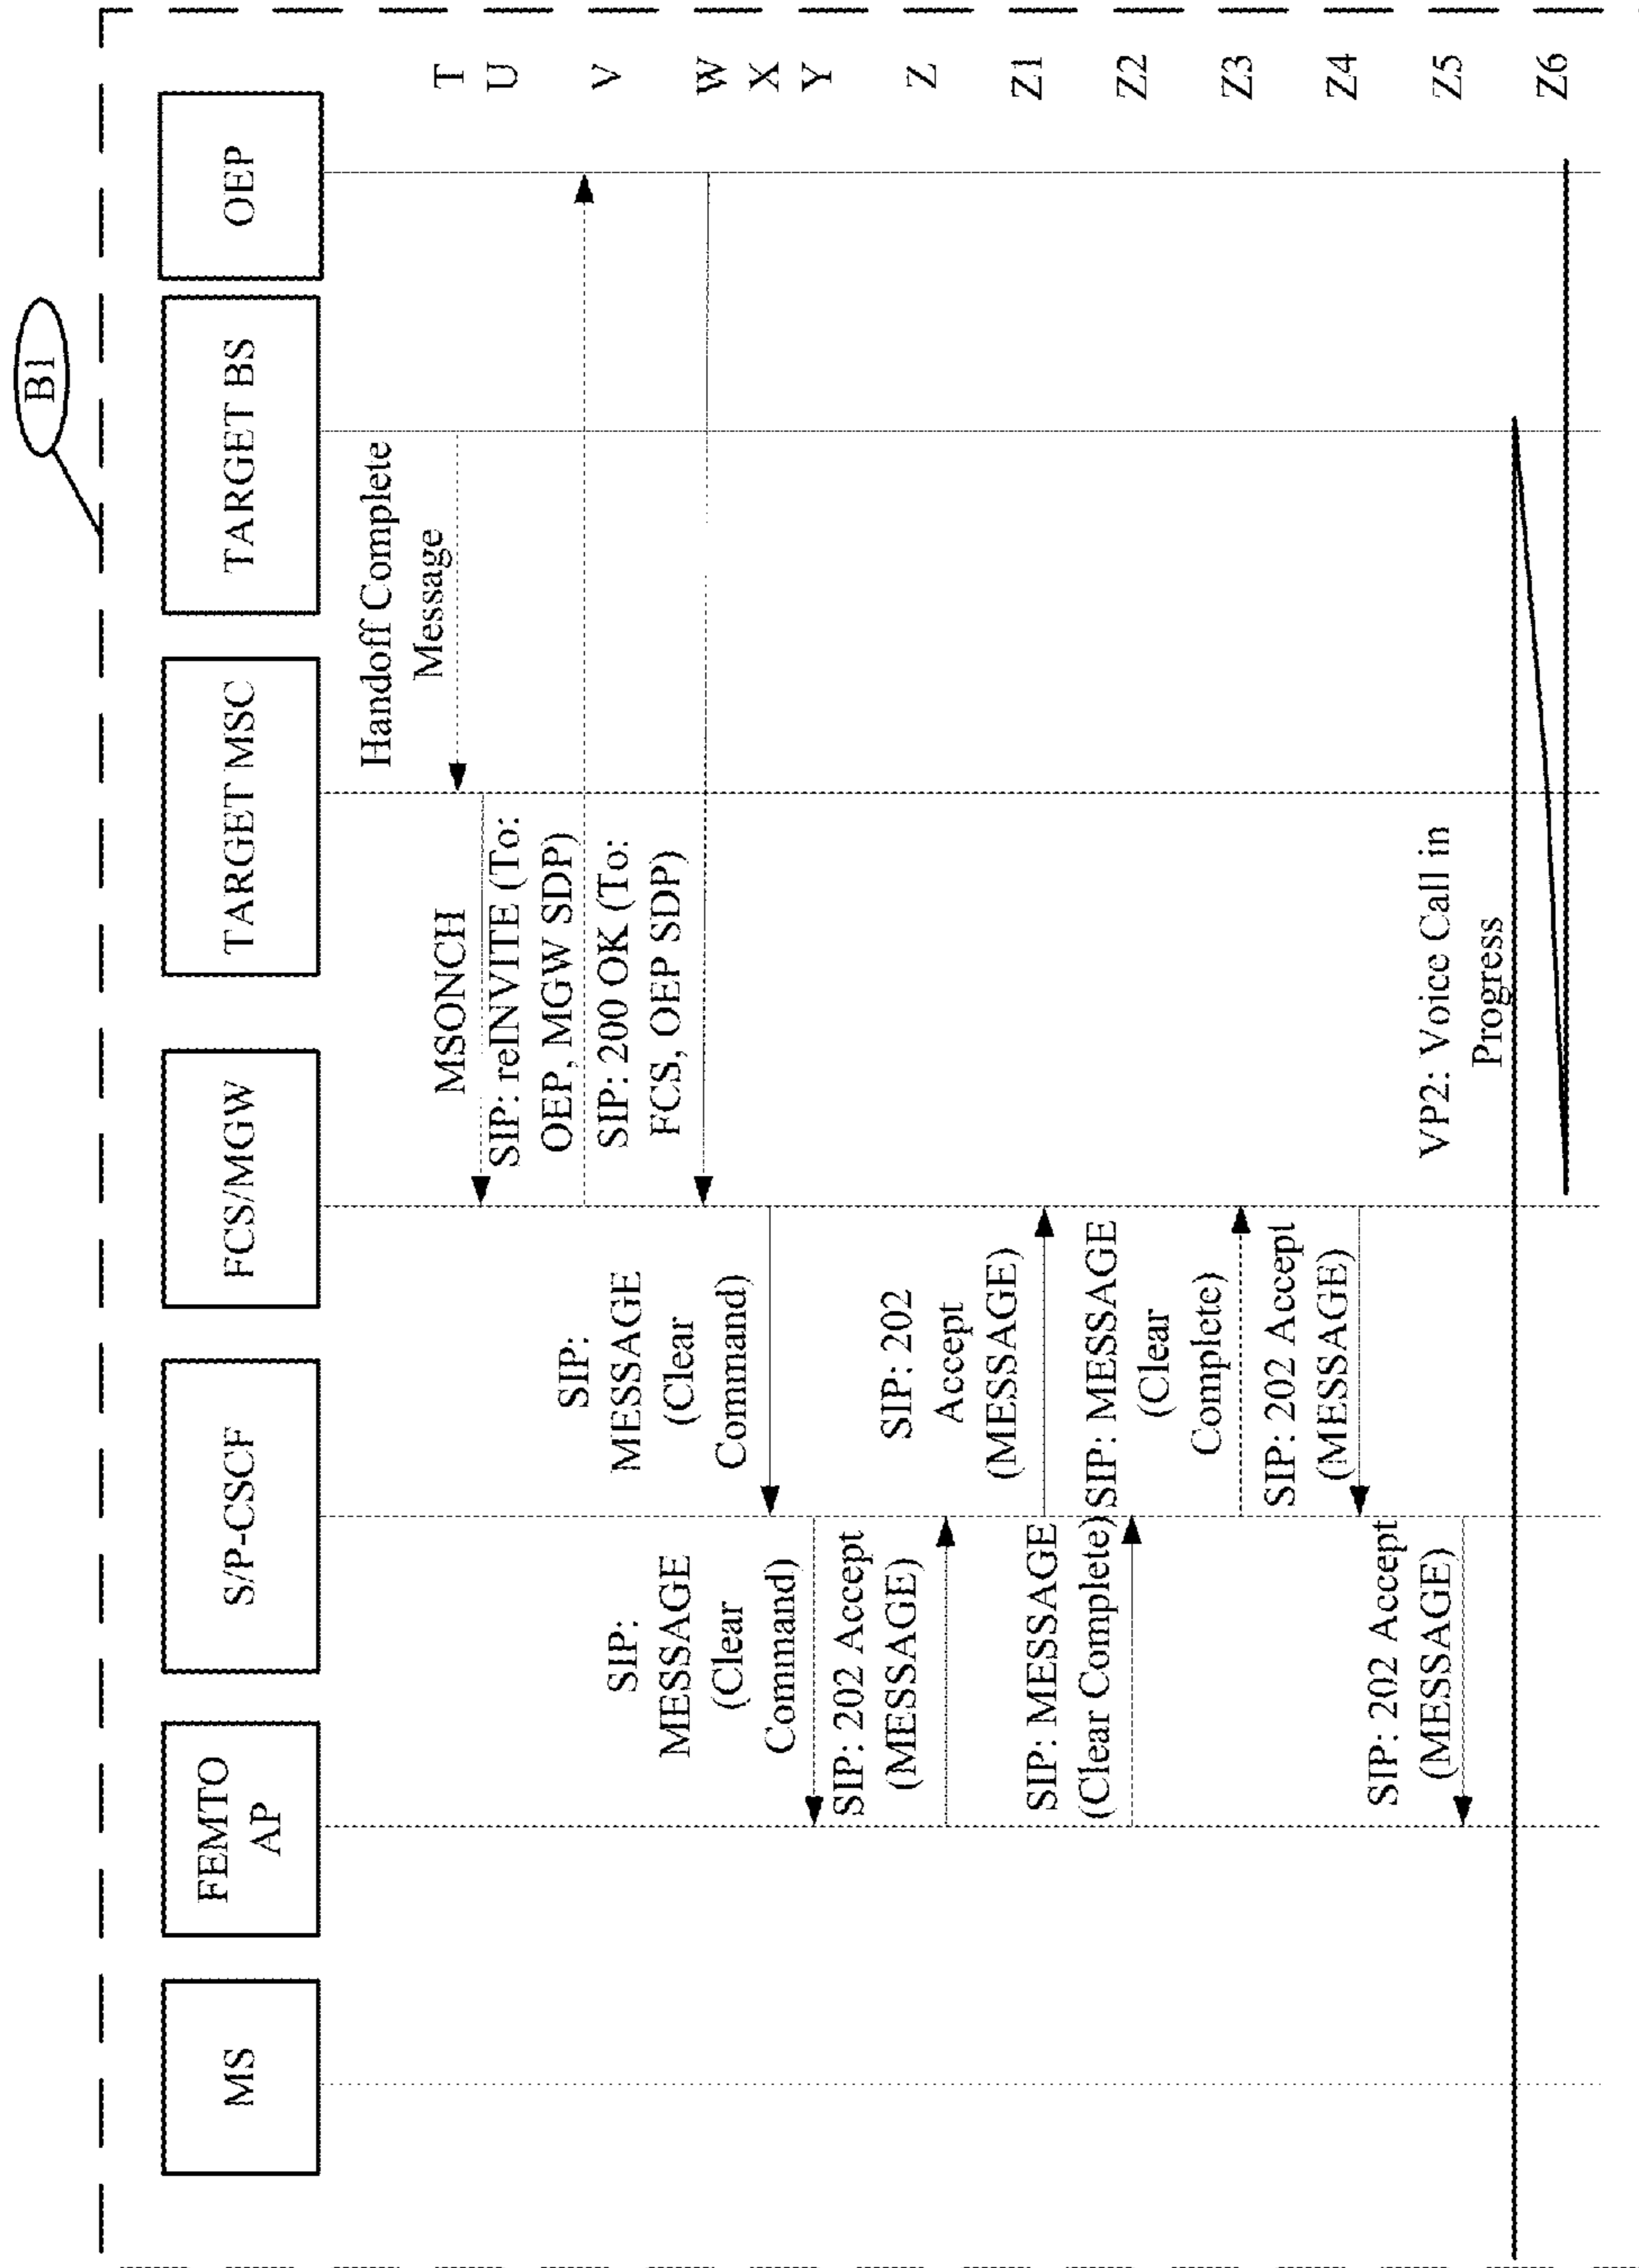 B1
MS
FEMTO
AP
S/P-CSCF
FCS/MGW
TARGET MSC
TARGET BS
OEP
Handoff Complete
Message
T
MSONCH
U
SIP: reINVITE (To:
OEP, MGW SDP)
V
SIP: 200 OK (To:
FCS, OEP SDP)
W
SIP:
MESSAGE
(Clear
Command)
X
SIP:
MESSAGE
(Clear
Command)
Y
SIP: 202 Accept
(MESSAGE)
Z
SIP: 202
Accept
(MESSAGE)
Z1
SIP: MESSAGE
(Clear Complete)
Z2
SIP: MESSAGE
(Clear
Complete)
Z3
SIP: 202 Accept
(MESSAGE)
Z4
SIP: 202 Accept
(MESSAGE)
Z5
VP2: Voice Call in
Progress
Z6